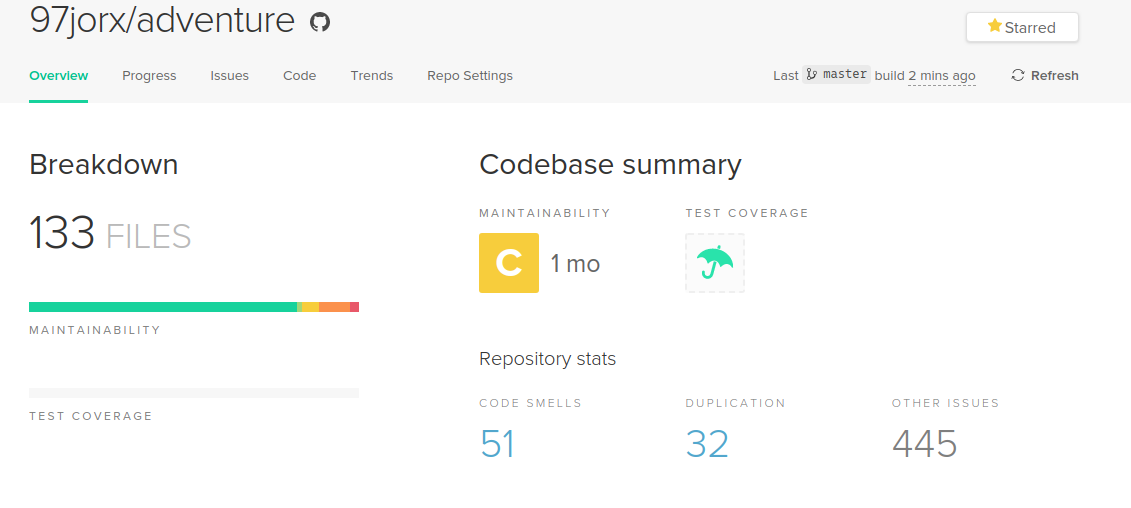 97jorx/adventure
Starred
Overview Progress Issues Code Trends Repo Settings
Last master build 2 mins ago Refresh
Breakdown
133 FILES
MAINTAINABILITY
TEST COVERAGE
Codebase summary
MAINTAINABILITY TEST COVERAGE
C 1 mo
Repository stats
CODE SMELLS DUPLICATION OTHER ISSUES
51 32 445